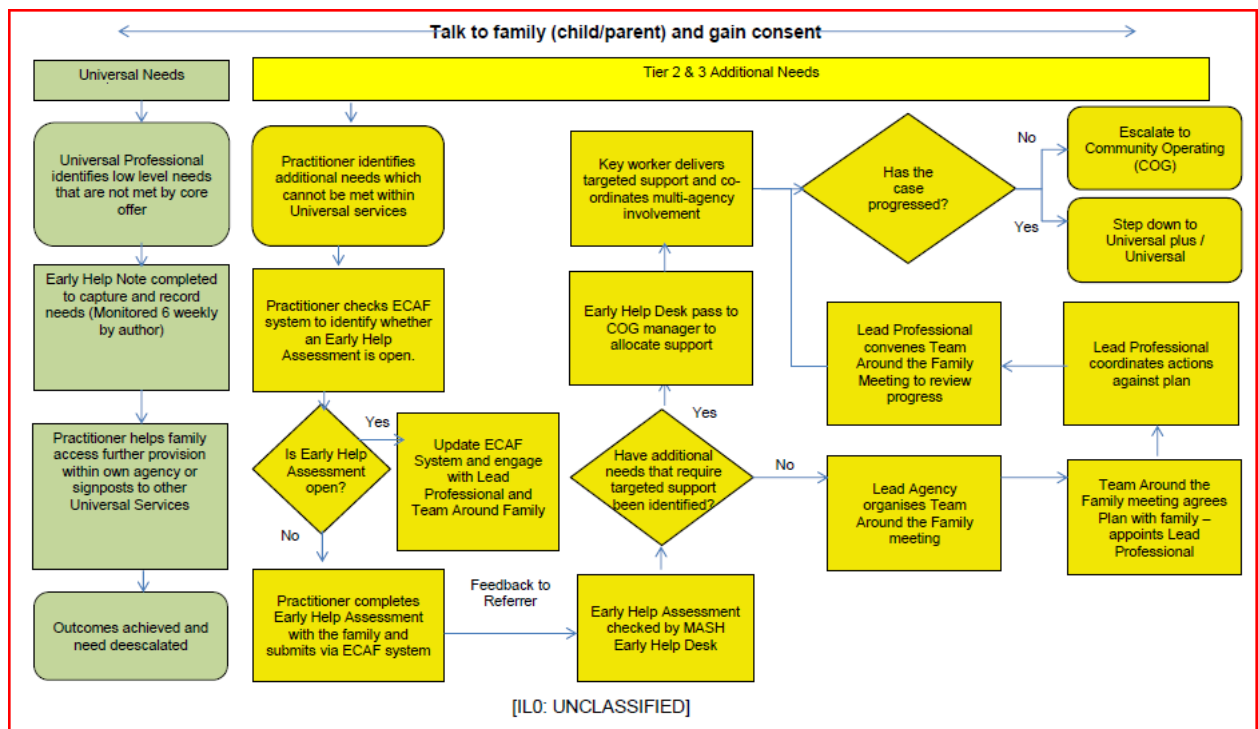 Talk to family (child/parent) and gain consent
Universal Needs
Tier 2 & 3 Additional Needs
Universal Professional
identifies low level needs
that are not met by core
offer
Early Help Note completed
to capture and record
needs (Monitored 6 weekly
by author)
Practitioner helps family
access further provision
within own agency or
signposts to other
Universal Services
Outcomes achieved and
need deescalated
Practitioner identifies
additional needs which
cannot be met within
Universal services
Practitioner checks ECAF
system to identify whether
an Early Help
Assessment is open.
Is Early Help
Assessment
open?
Yes
No
Update ECAF
System and engage
with Lead
Professional and
Team Around Family
Practitioner completes
Early Help Assessment
with the family and
submits via ECAF system
Feedback to
Referrer
Early Help Assessment
checked by MASH
Early Help Desk
Have additional
needs that require
targeted support
been identified?
Yes
No
Early Help Desk pass to
COG manager to
allocate support
Key worker delivers
targeted support and co-
ordinates multi-agency
involvement
Lead Agency
organises Team
Around the Family
meeting
Team Around the
Family meeting agrees
Plan with family –
appoints Lead
Professional
Lead Professional
coordinates actions
against plan
Lead Professional
convenes Team
Around the Family
Meeting to review
progress
Has the
case
progressed?
No
Yes
Escalate to
Community Operating
(COG)
Step down to
Universal plus /
Universal
[IL0: UNCLASSIFIED]